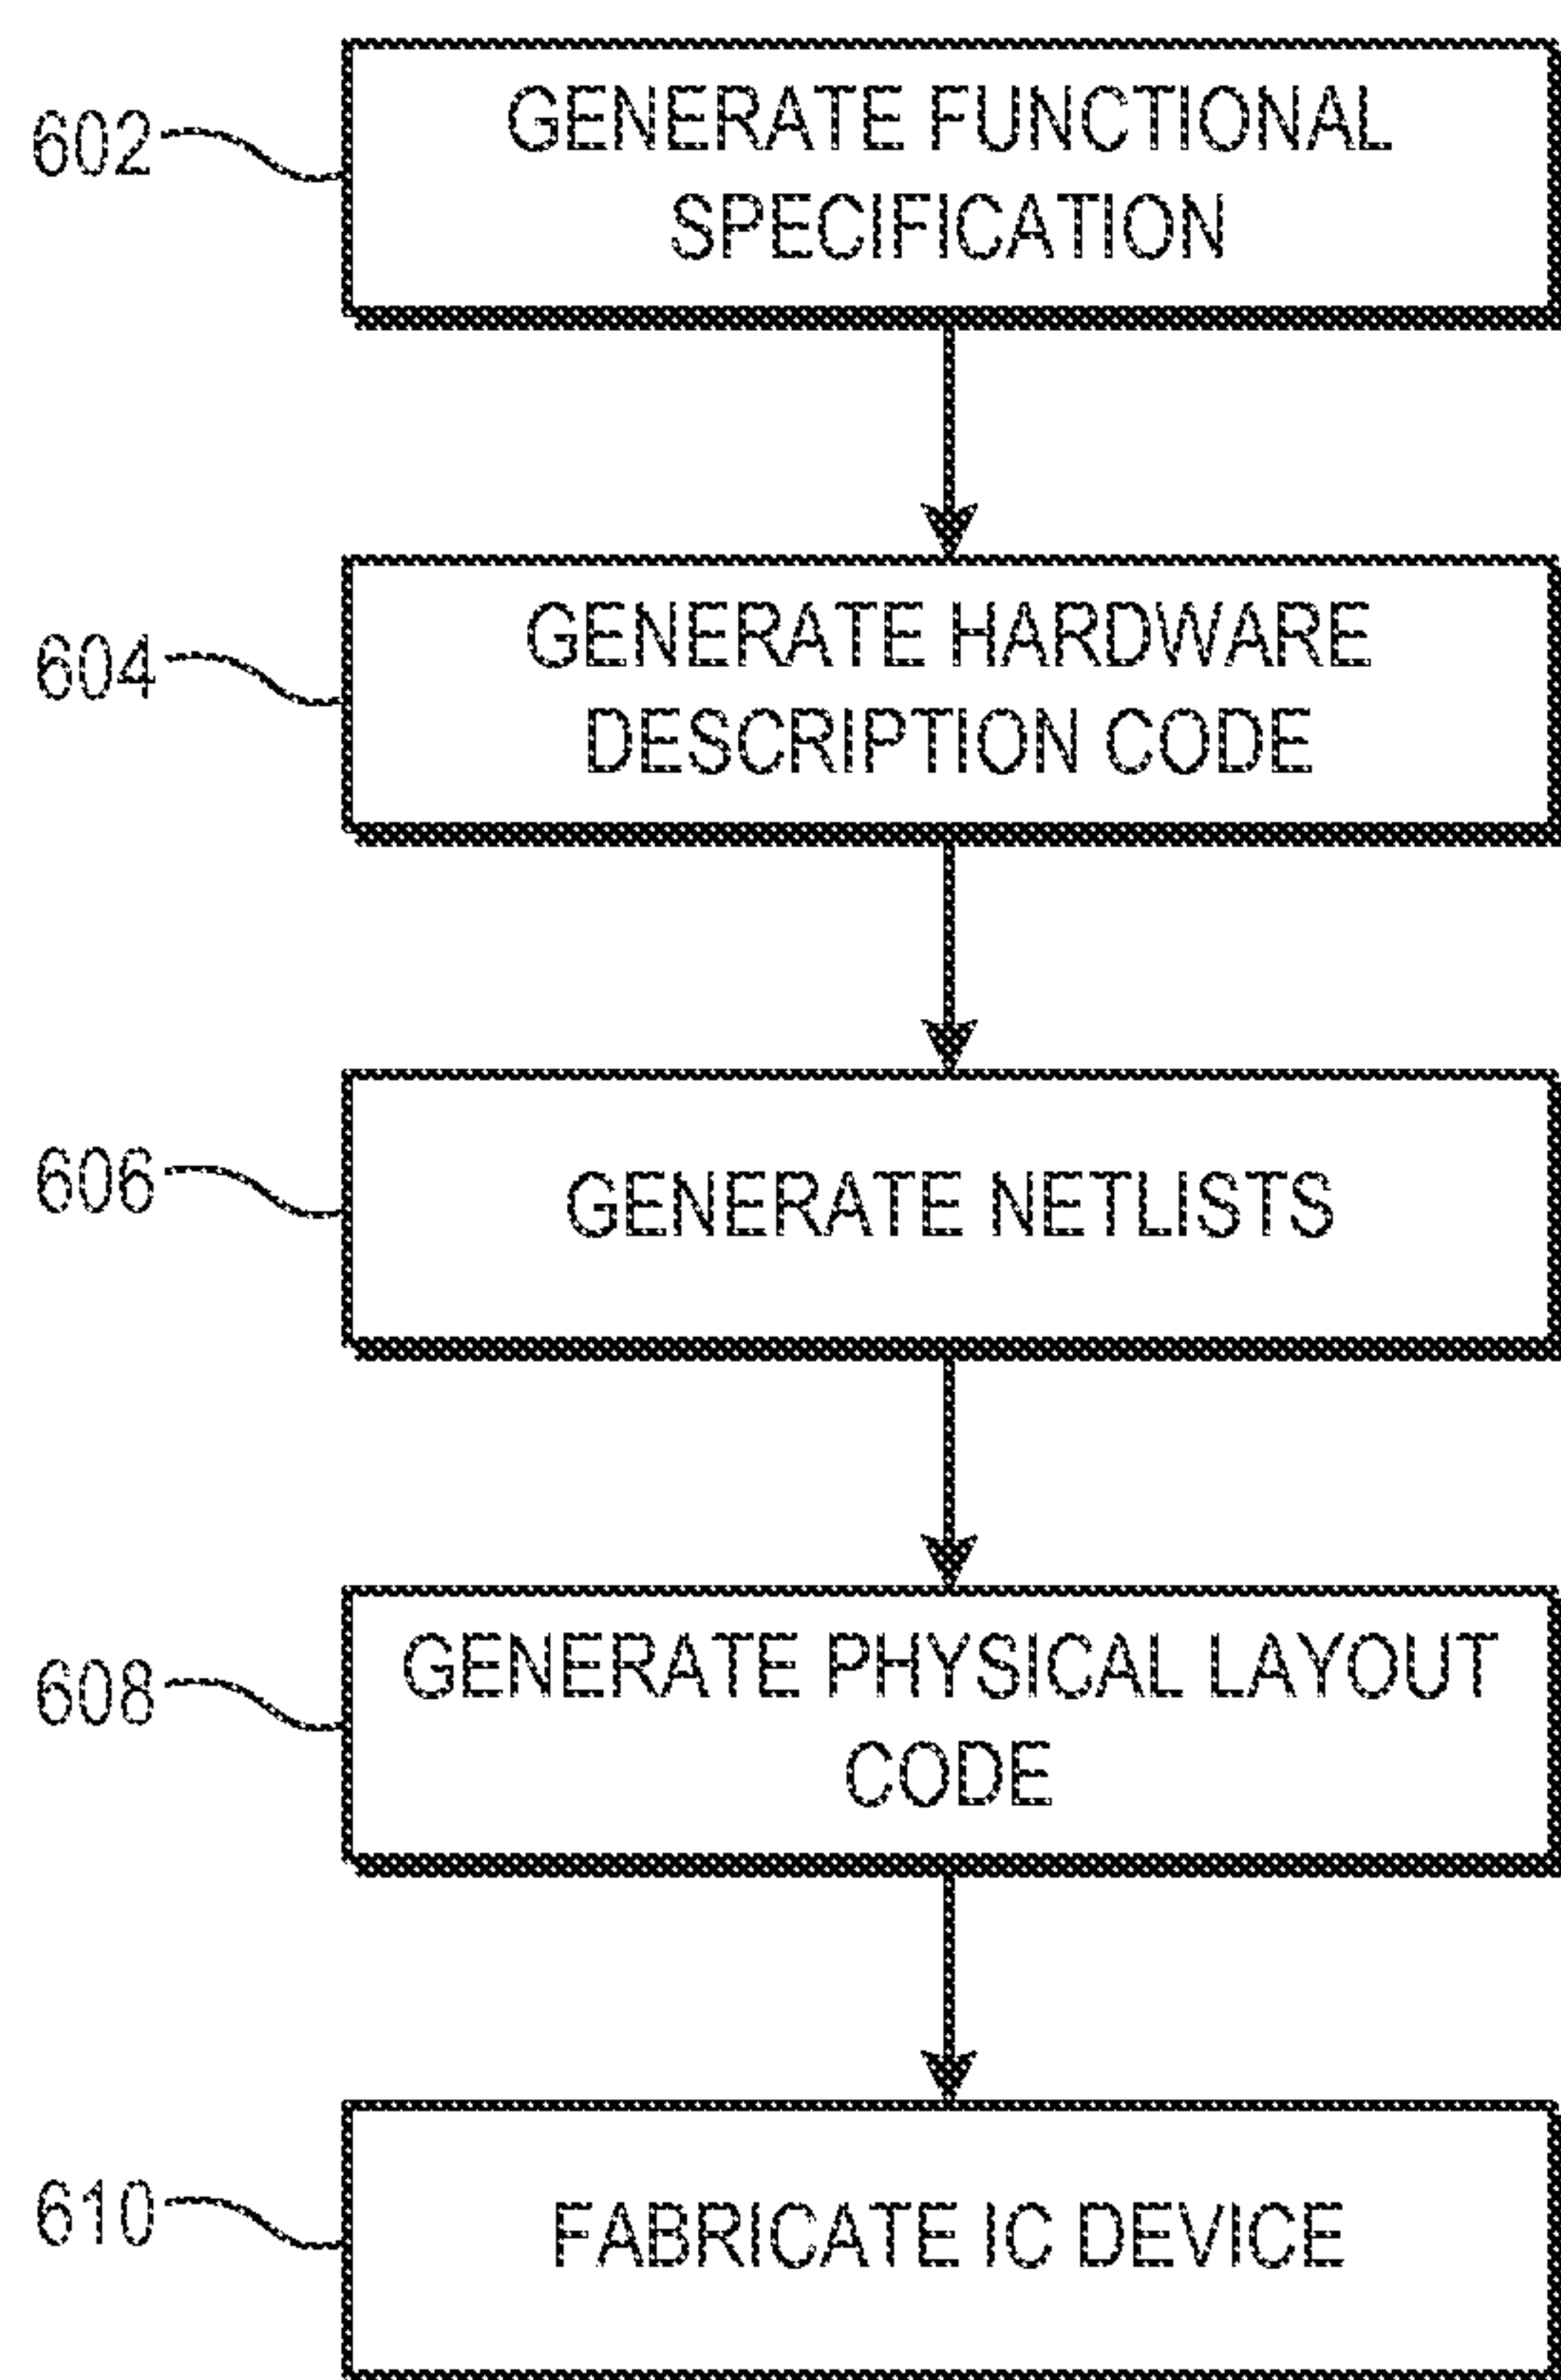 602
GENERATE FUNCTIONAL
SPECIFICATION
604
GENERATE HARDWARE
DESCRIPTION CODE
606
GENERATE NETLISTS
608
GENERATE PHYSICAL LAYOUT
CODE
610
FABRICATE IC DEVICE